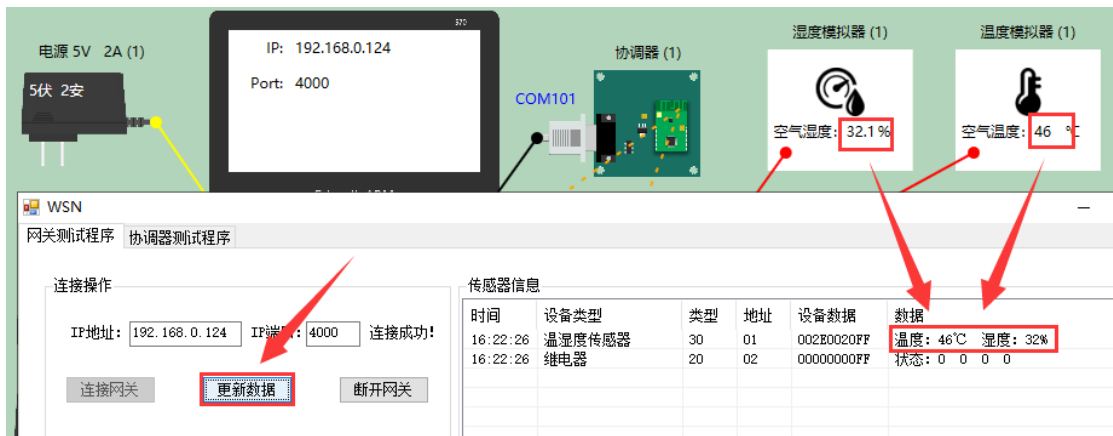 电源 5V 2A (1)
5伏 2安
IP: 192.168.0.124
Port: 4000
协调器 (1)
COM101
湿度模拟器 (1)
空气湿度: 32.1 %
温度模拟器 (1)
空气温度: 46 ℃
WSN
网关测试程序 协调器测试程序
连接操作
IP地址: 192.168.0.124 4000 连接成功!
连接网关 更新数据 断开网关
传感器信息
时间 设备类型 类型 地址 设备数据 数据
16:22:26 温湿度传感器 30 01 002E0020FF 温度: 46℃ 湿度: 32%
16:22:26 继电器 20 02 00000000FF 状态: 0 0 0 0